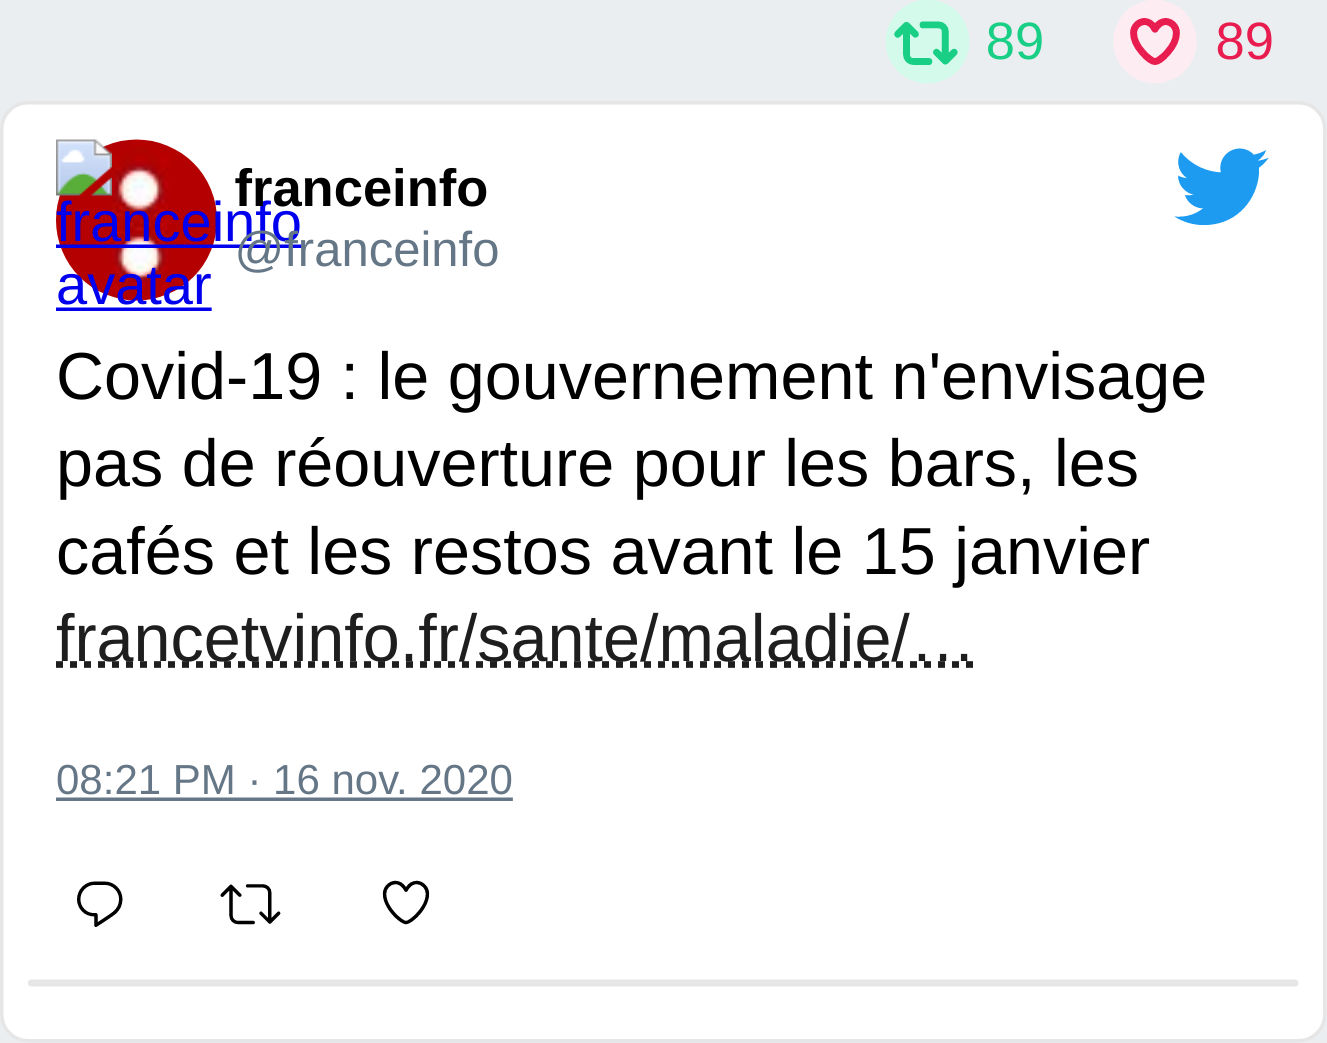 89 89
franceinfo
franceinfo
@franceinfo
avatar
Covid-19 : le gouvernement n'envisage
pas de réouverture pour les bars, les
cafés et les restos avant le 15 janvier
francetvinfo.fr/sante/maladie/…
08:21 PM · 16 nov. 2020